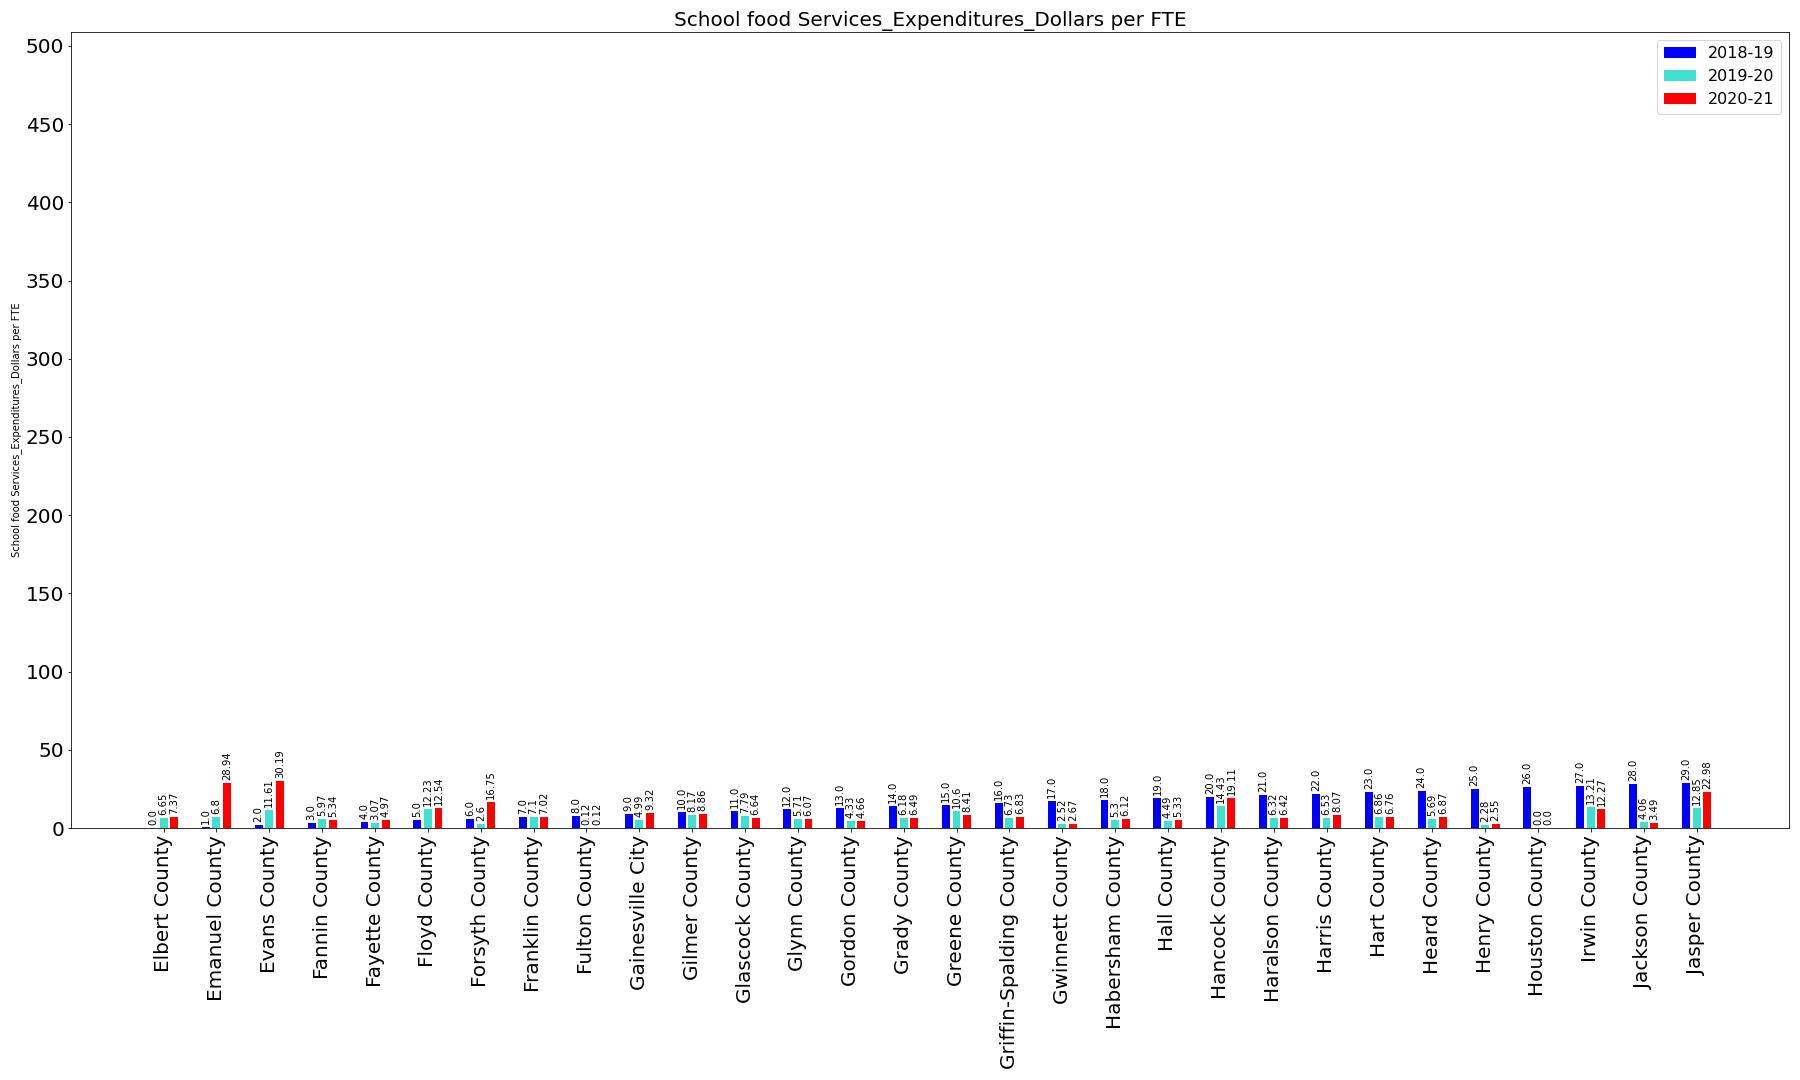 School food Services_Expenditures_Dollars per FTE
2018-19
2019-20
2020-21
School food Services_Expenditures_Dollars per FTE
500
450
400
350
300
250
200
150
100
50
0
0.0 6.65 7.37
1.0 6.8 28.94
2.0 11.61 30.19
3.0 5.97 5.34
4.0 3.07 4.97
5.0 12.23 12.54
6.0 2.6 16.75
7.0 7.1 7.02
8.0 0.12 0.12
9.0 4.99 9.32
10.0 8.17 8.86
11.0 7.79 6.64
12.0 5.71 6.07
13.0 4.33 4.66
14.0 6.18 6.49
15.0 10.6 8.41
16.0 6.73 6.83
17.0 2.52 2.67
18.0 5.3 6.12
19.0 4.49 5.33
20.0 14.43 19.11
21.0 6.32 6.42
22.0 6.53 8.07
23.0 6.86 6.76
24.0 5.69 6.87
25.0 2.28 2.55
26.0 0.0 0.0
27.0 13.21 12.27
28.0 4.06 3.49
29.0 12.85 22.98
Elbert County
Emanuel County
Evans County
Fannin County
Fayette County
Floyd County
Forsyth County
Franklin County
Fulton County
Gainesville City
Gilmer County
Glascock County
Glynn County
Gordon County
Grady County
Greene County
Griffin-Spalding County
Gwinnett County
Habersham County
Hall County
Hancock County
Haralson County
Harris County
Hart County
Heard County
Henry County
Houston County
Irwin County
Jackson County
Jasper County